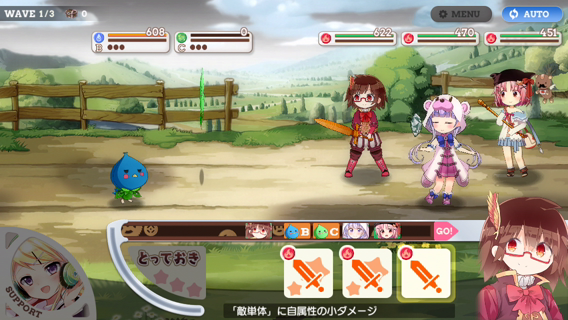 WAVE 1/3 0
MENU
AUTO
608
B
0
C
622
470
451
B
C
GO!
とっておき
SUPPORT
「敵単体」に自属性の小ダメージ